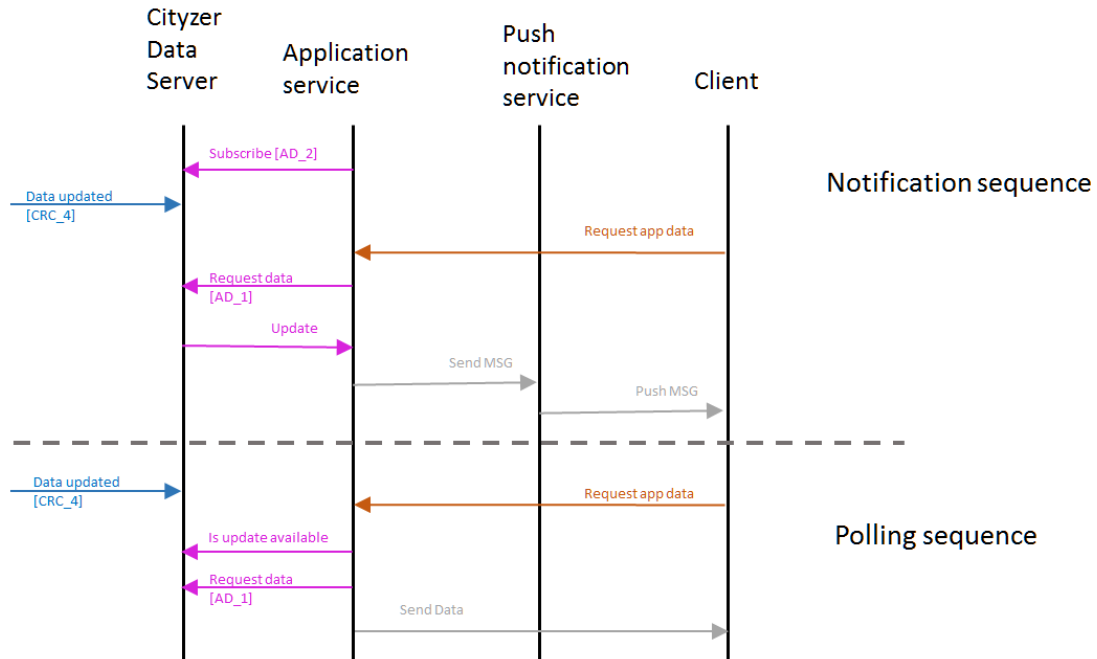 Cityzer
Data
Server
Application
service
Push
notification
service
Client
Subscribe [AD_2]
Notification sequence
Data updated
[CRC_4]
Request app data
Request data
[AD_1]
Update
Send MSG
Push MSG
Data updated
[CRC_4]
Request app data
Is update available
Polling sequence
Request data
[AD_1]
Send Data